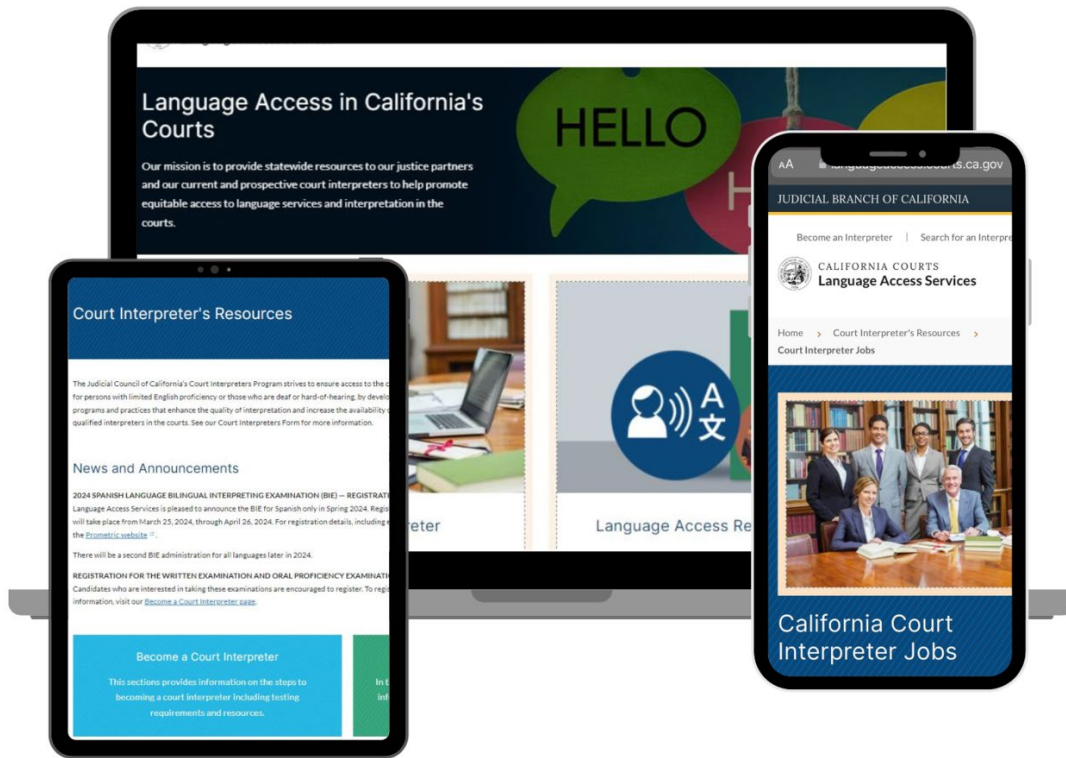 Language Access in California's
Courts
Our mission is to provide statewide resources to our justice partners
and our current and prospective court interpreters to help promote
equitable access to language services and interpretation in the
courts.
HELLO
H
A
文
Language Access Re
Court Interpreter's Resources
The Judicial Council of California's Court Interpreters Program strives to ensure access to the c
for persons with limited English proficiency or those who are deaf or hard-of-hearing, by develo
programs and practices that enhance the quality of interpretation and increase the availability
qualified interpreters in the courts. See our Court Interpreters Form for more information.
News and Announcements
2024 SPANISH LANGUAGE BILINGUAL INTERPRETING EXAMINATION (BIE) — REGISTRATI
Language Access Services is pleased to announce the BIE for Spanish only in Spring 2024. Regis
will take place from March 25, 2024, through April 26, 2024. For registration details, including e
the Prometric website.
There will be a second BIE administration for all languages later in 2024.
REGISTRATION FOR THE WRITTEN EXAMINATION AND ORAL PROFICIENCY EXAMINATI
Candidates who are interested in taking these examinations are encouraged to register. To regis
information, visit our Become a Court Interpreter page.
Become a Court Interpreter
This sections provides information on the steps to
becoming a court interpreter including testing
requirements and resources.
In t
inf
reter
AA
JUDICIAL BRANCH OF CALIFORNIA
Become an Interpreter | Search for an Interpre
CALIFORNIA COURTS
Language Access Services
Home > Court Interpreter's Resources >
Court Interpreter Jobs
California Court
Interpreter Jobs